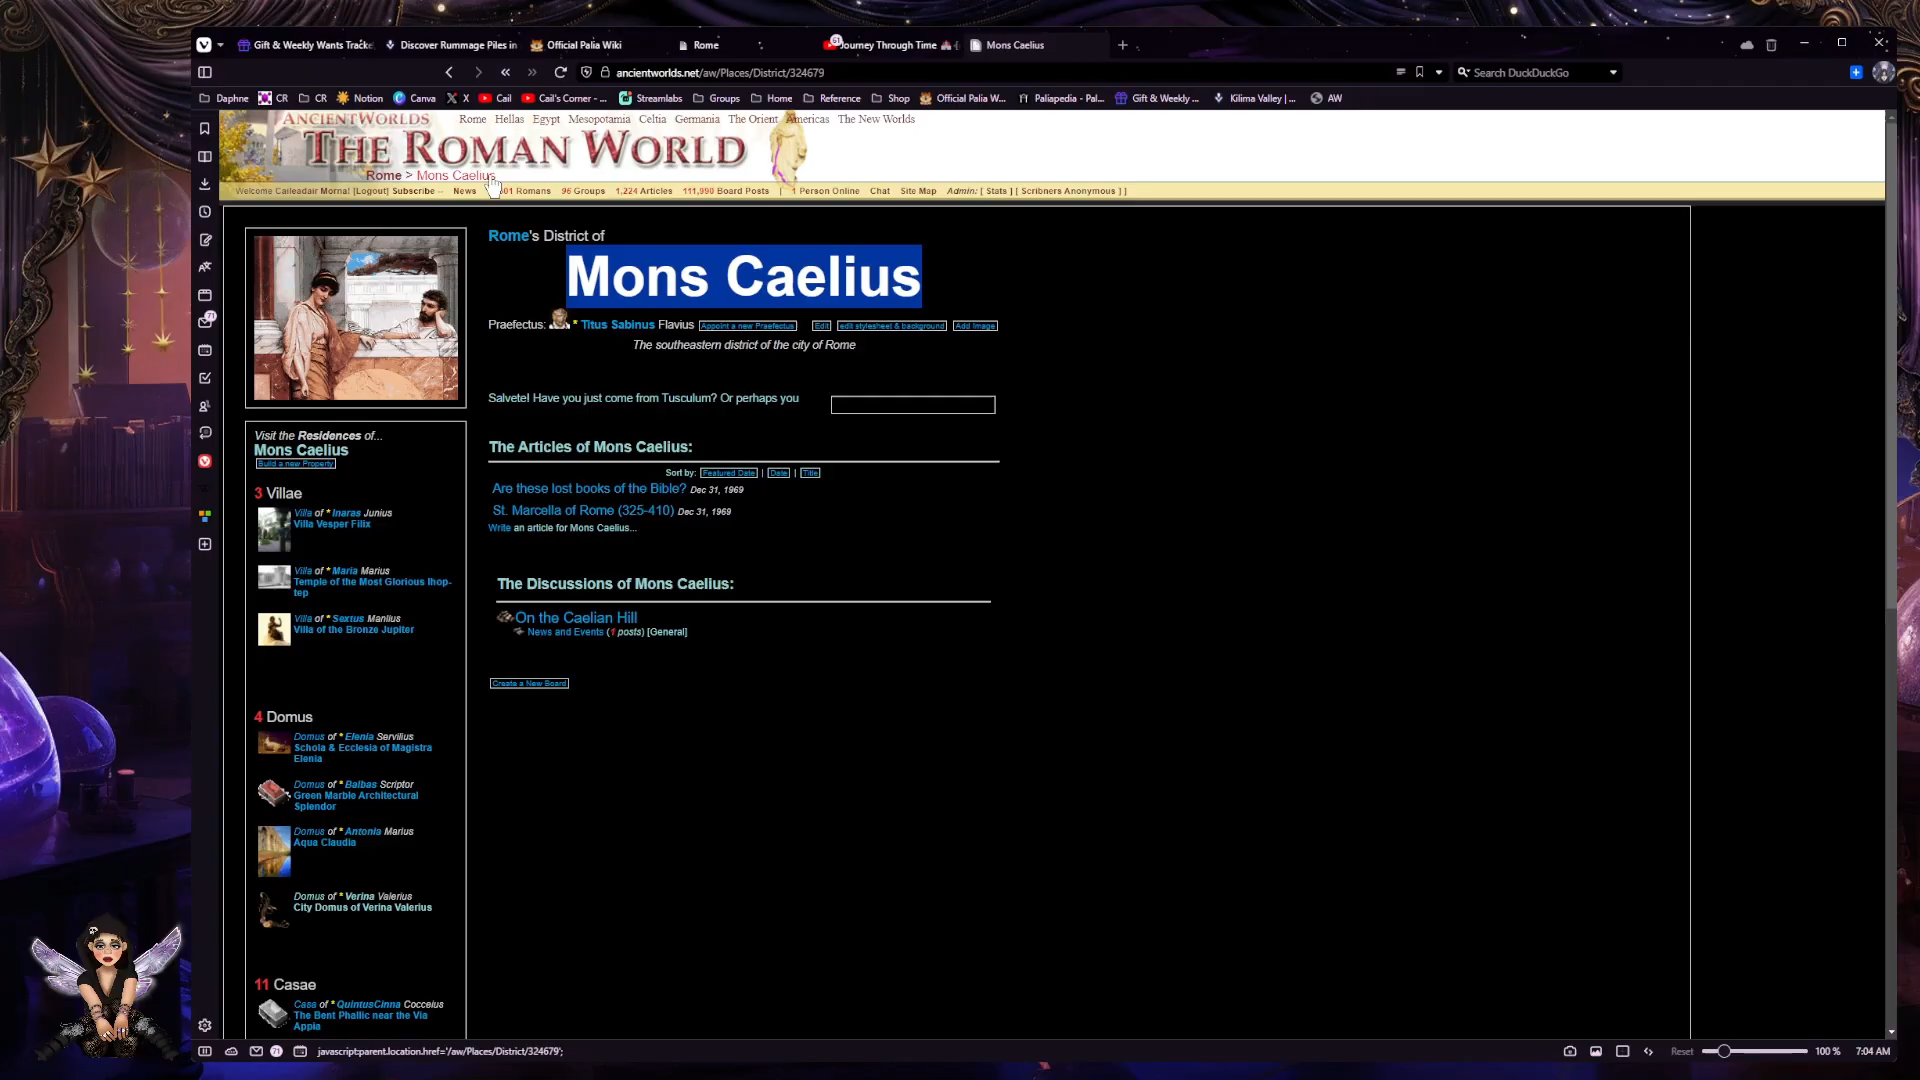 Gift & Weekly Wants Tracke
Discover Rummage Piles in
Official Palia Wiki
Rome
61
Journey Through Time
Mons Caelius
ancientworlds.net/aw/Places/District/324679
Search DuckDuckGo
Daphne
CR
CR
Notion
Canva
X
Cail
Cail's Corner - ...
Streamlabs
Groups
Home
Reference
Shop
Official Palia W...
Paliapedia - Pal...
Gift & Weekly ...
Kilima Valley | ...
AW
ANCIENTWORLDS
Rome Hellas Egypt Mesopotamia Celtia Germania The Orient Americas The New Worlds
THE ROMAN WORLD
Rome > Mons Caelius
Welcome Caileadair Morna! [Logout] Subscribe -- News 01 Romans 96 Groups 1,224 Articles 111,990 Board Posts | 1 Person Online Chat Site Map Admin: [ Stats ] [ Scribners Anonymous ] ]
Rome's District of
Mons Caelius
Praefectus: * Titus Sabinus Flavius Appoint a new Praefectus Edit edit stylesheet & background Add Image
The southeastern district of the city of Rome
Salvete! Have you just come from Tusculum? Or perhaps you
The Articles of Mons Caelius:
Sort by: Featured Date | Date | Title
Are these lost books of the Bible? Dec 31, 1969
St. Marcella of Rome (325-410) Dec 31, 1969
Write an article for Mons Caelius...
The Discussions of Mons Caelius:
On the Caelian Hill
News and Events (1 posts) [General]
Create a New Board
Visit the Residences of...
Mons Caelius
Build a new Property
3 Villae
Villa of * Inaras Junius
Villa Vesper Filix
Villa of * Maria Marius
Temple of the Most Glorious Ihop-
tep
Villa of * Sextus Manlius
Villa of the Bronze Jupiter
4 Domus
Domus of * Elenia Servilius
Schola & Ecclesia of Magistra
Elenia
Domus of * Balbas Scriptor
Green Marble Architectural
Splendor
Domus of * Antonia Marius
Aqua Claudia
Domus of * Verina Valerius
City Domus of Verina Valerius
11 Casae
Casa of * QuintusCinna Cocceius
The Bent Phallic near the Via
Appia
71
71
javascript:parent.location.href='/aw/Places/District/324679';
Reset
100 %
7:04 AM